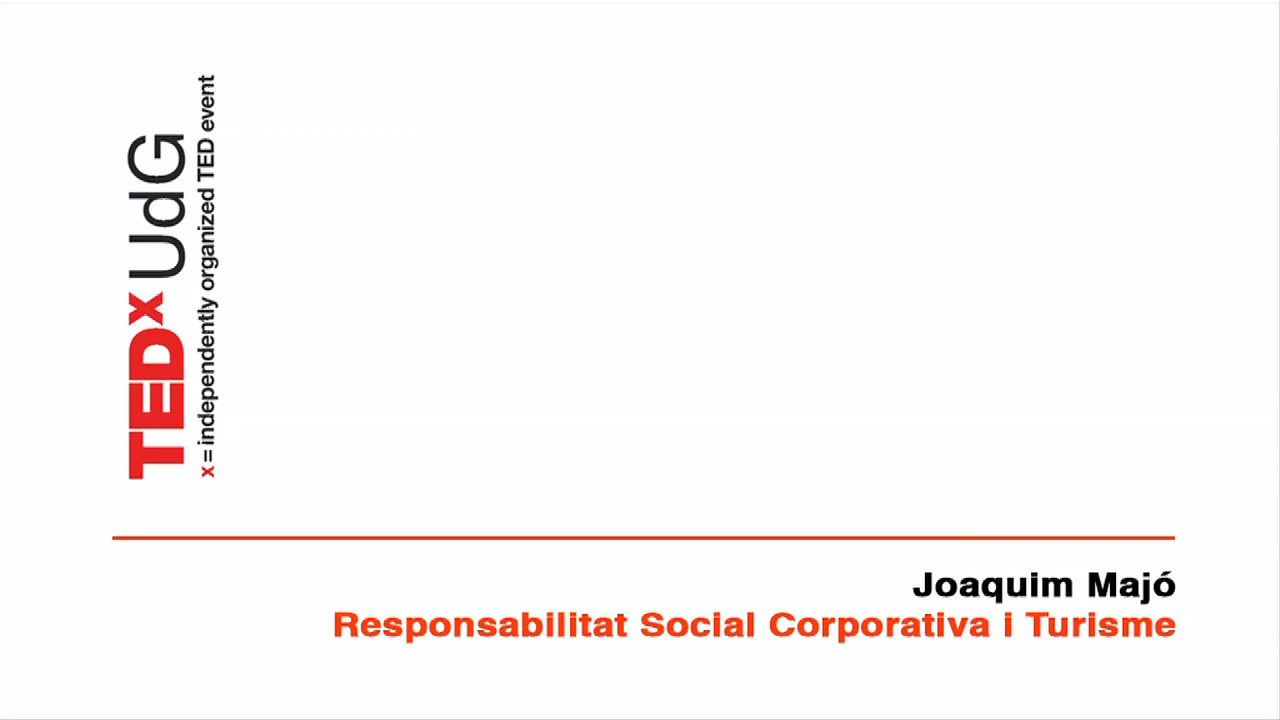 TEDx UdG
x = independently organized TED event
Joaquim Majó
Responsabilitat Social Corporativa i Turisme